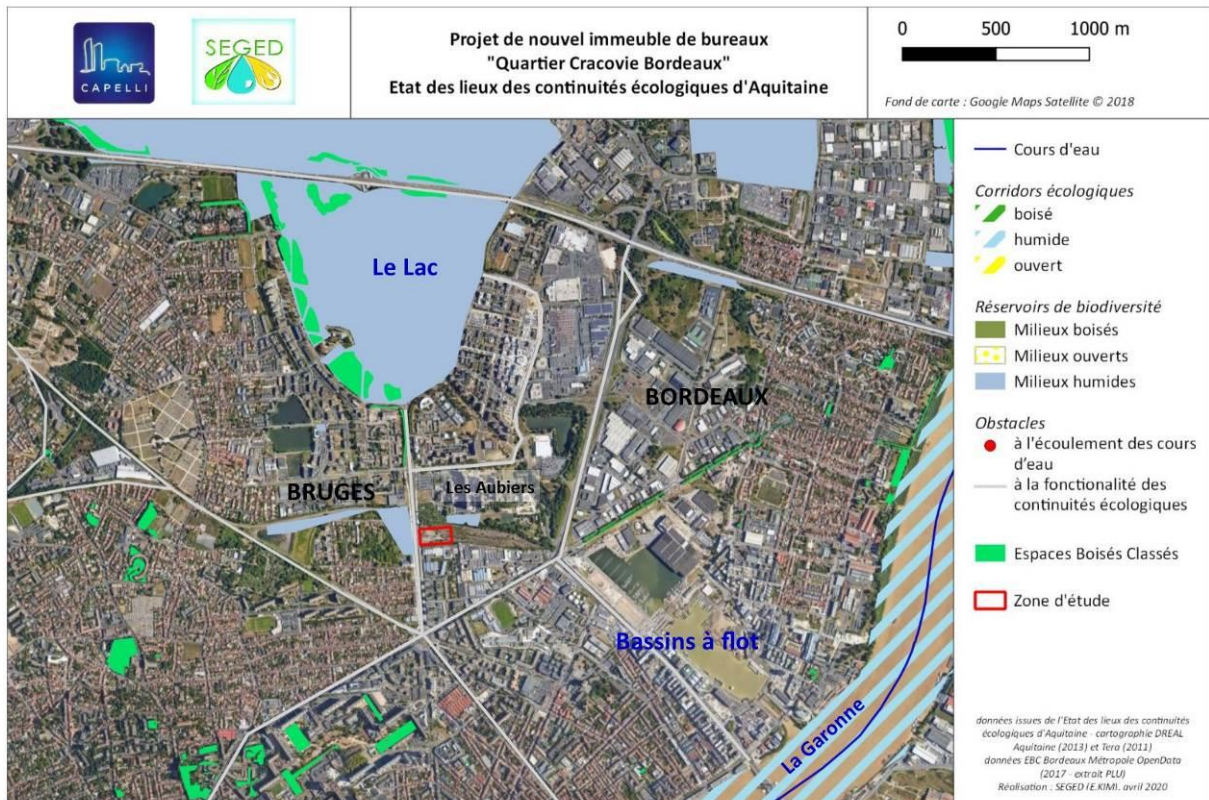 CAPELLI
SEGED
Projet de nouvel immeuble de bureaux
"Quartier Cracovie Bordeaux"
Etat des lieux des continuités écologiques d'Aquitaine
0 500 1000 m
Fond de carte : Google Maps Satellite © 2018
Le Lac
BORDEAUX
BRUGES
Les Aubiers
Bassins à flot
La Garonne
Cours d'eau
Corridors écologiques
boisé
humide
ouvert
Réservoirs de biodiversité
Milieux boisés
Milieux ouverts
Milieux humides
Obstacles
à l'écoulement des cours
d'eau
à la fonctionalité des
continuités écologiques
Espaces Boisés Classés
Zone d'étude
données issues de l'Etat des lieux des continuités
écologiques d'Aquitaine - cartographie DREAL
Aquitaine (2013) et Tera (2011)
données EBC Bordeaux Métropole OpenData
(2017 - extrait PLU)
Réalisation : SEGED (E.KIM), avril 2020